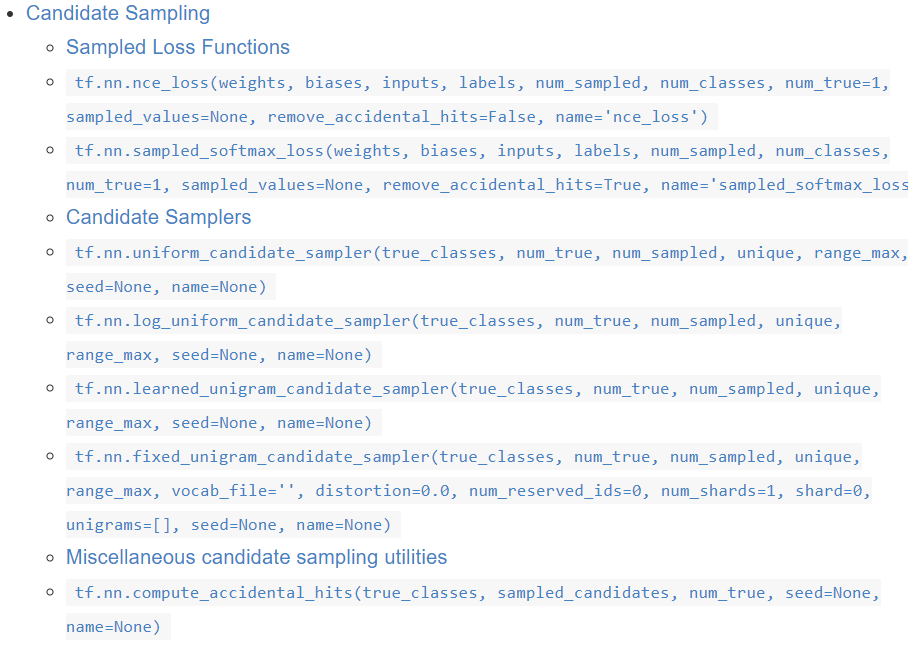 Candidate Sampling
Sampled Loss Functions
tf.nn.nce_loss(weights, biases, inputs, labels, num_sampled, num_classes, num_true=1,
sampled_values=None, remove_accidental_hits=False, name='nce_loss')
tf.nn.sampled_softmax_loss(weights, biases, inputs, labels, num_sampled, num_classes,
num_true=1, sampled_values=None, remove_accidental_hits=True, name='sampled_softmax_loss
Candidate Samplers
tf.nn.uniform_candidate_sampler(true_classes, num_true, num_sampled, unique, range_max,
seed=None, name=None)
tf.nn.log_uniform_candidate_sampler(true_classes, num_true, num_sampled, unique,
range_max, seed=None, name=None)
tf.nn.learned_unigram_candidate_sampler(true_classes, num_true, num_sampled, unique,
range_max, seed=None, name=None)
tf.nn.fixed_unigram_candidate_sampler(true_classes, num_true, num_sampled, unique,
range_max, vocab_file='', distortion=0.0, num_reserved_ids=0, num_shards=1, shard=0,
unigrams=[], seed=None, name=None)
Miscellaneous candidate sampling utilities
tf.nn.compute_accidental_hits(true_classes, sampled_candidates, num_true, seed=None,
name=None)